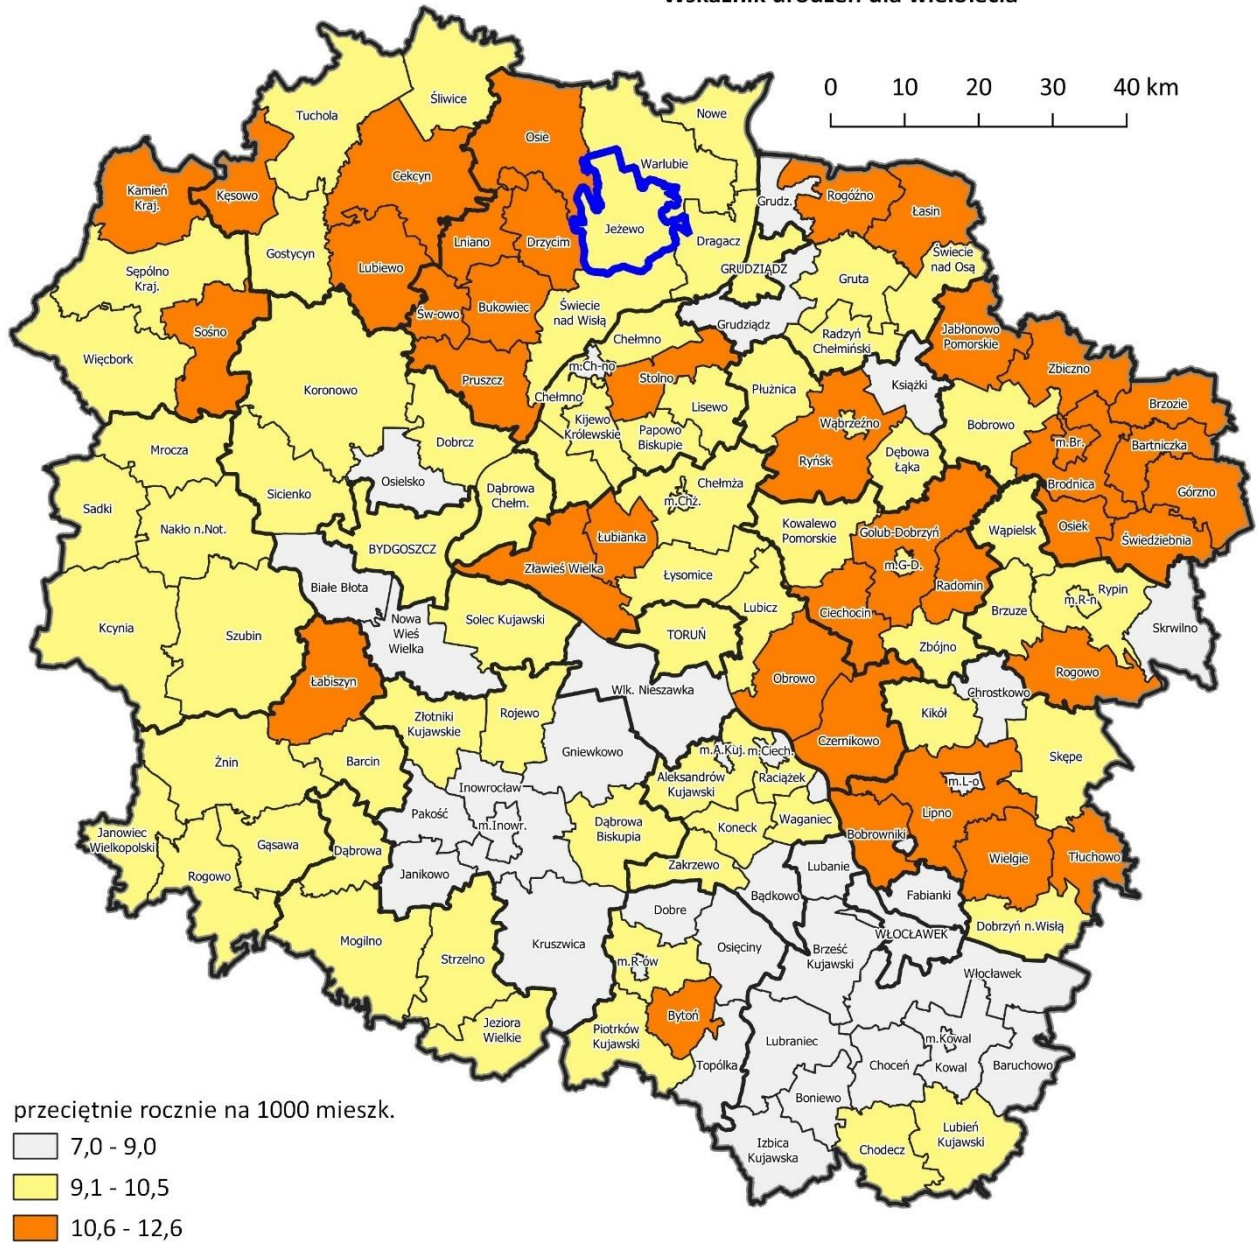 Wskaźnik urodzeń dla wielolecia
0 10 20 30 40 km
Śliwice
Tuchola
Nowe
Osie
Warlubie
Cekcyn
Kamień
Kraj.
Kęsowo
Grudz.
Rogóźno
Łasin
Jeżewo
Lniano
Drzycim
Dragacz
Gostycyn
Lubiewo
Sępólno
Kraj.
GRUDZIĄDZ
Gruta
Świecie
nad Osą
Św-owo
Bukowiec
Świecie
nad Wisłą
Sośno
Grudziądz
Radzyń
Chełmiński
Jabłonowo
Pomorskie
Chełmno
Więcbork
m.Ch-no
Zbiczno
Koronowo
Pruszcz
Stolno
Płużnica
Książki
Chełmno
Lisewo
Brzozie
Kijewo
Królewskie
Papowo
Biskupie
Wąbrzeźno
Bobrowo
m.Br.
Bartniczka
Dobrcz
Mrocza
Ryńsk
Dębowa
Łąka
Osielsko
Chełmża
Brodnica
Górzno
Sicienko
Dąbrowa
Chełm.
m.Chż.
Sadki
Nakło n.Not.
Kowalewo
Pomorskie
Golub-Dobrzyń
Wąpielsk
Osiek
Świedziebnia
BYDGOSZCZ
Łubianka
m.G-D.
Zławieś Wielka
Łysomice
Radomin
Białe Błota
Rypin
m.R-n
Lubicz
Ciechocin
Brzuze
Nowa
Wieś
Wielka
Solec Kujawski
Kcynia
Szubin
TORUŃ
Zbójno
Skrwilno
Łabiszyn
Obrowo
Rogowo
Wlk. Nieszawka
Chrostkowo
Złotniki
Kujawskie
Rojewo
Kikół
Czernikowo
Gniewkowo
m.A.Kuj.
m.Ciech.
Żnin
Barcin
Skępe
Aleksandrów
Kujawski
Raciążek
m.L-o
Inowrocław
Pakość
m.Inowr.
Lipno
Dąbrowa
Biskupia
Koneck
Waganiec
Bobrowniki
Janowiec
Wielkopolski
Gąsawa
Dąbrowa
Wielgie
Tłuchowo
Rogowo
Zakrzewo
Janikowo
Lubanie
Bądkowo
Fabianki
Dobre
Dobrzyń n.Wisłą
Mogilno
Kruszwica
Osięciny
WŁOCŁAWEK
Brześć
Kujawski
Strzelno
m.R-ów
Włocławek
Bytoń
Jeziora
Wielkie
Piotrków
Kujawski
Lubraniec
m.Kowal
Topólka
Choceń
Kowal
Baruchowo
Boniewo
przeciętnie rocznie na 1000 mieszk.
Lubień
Kujawski
7,0 - 9,0
Izbica
Kujawska
Chodecz
9,1 - 10,5
10,6 - 12,6